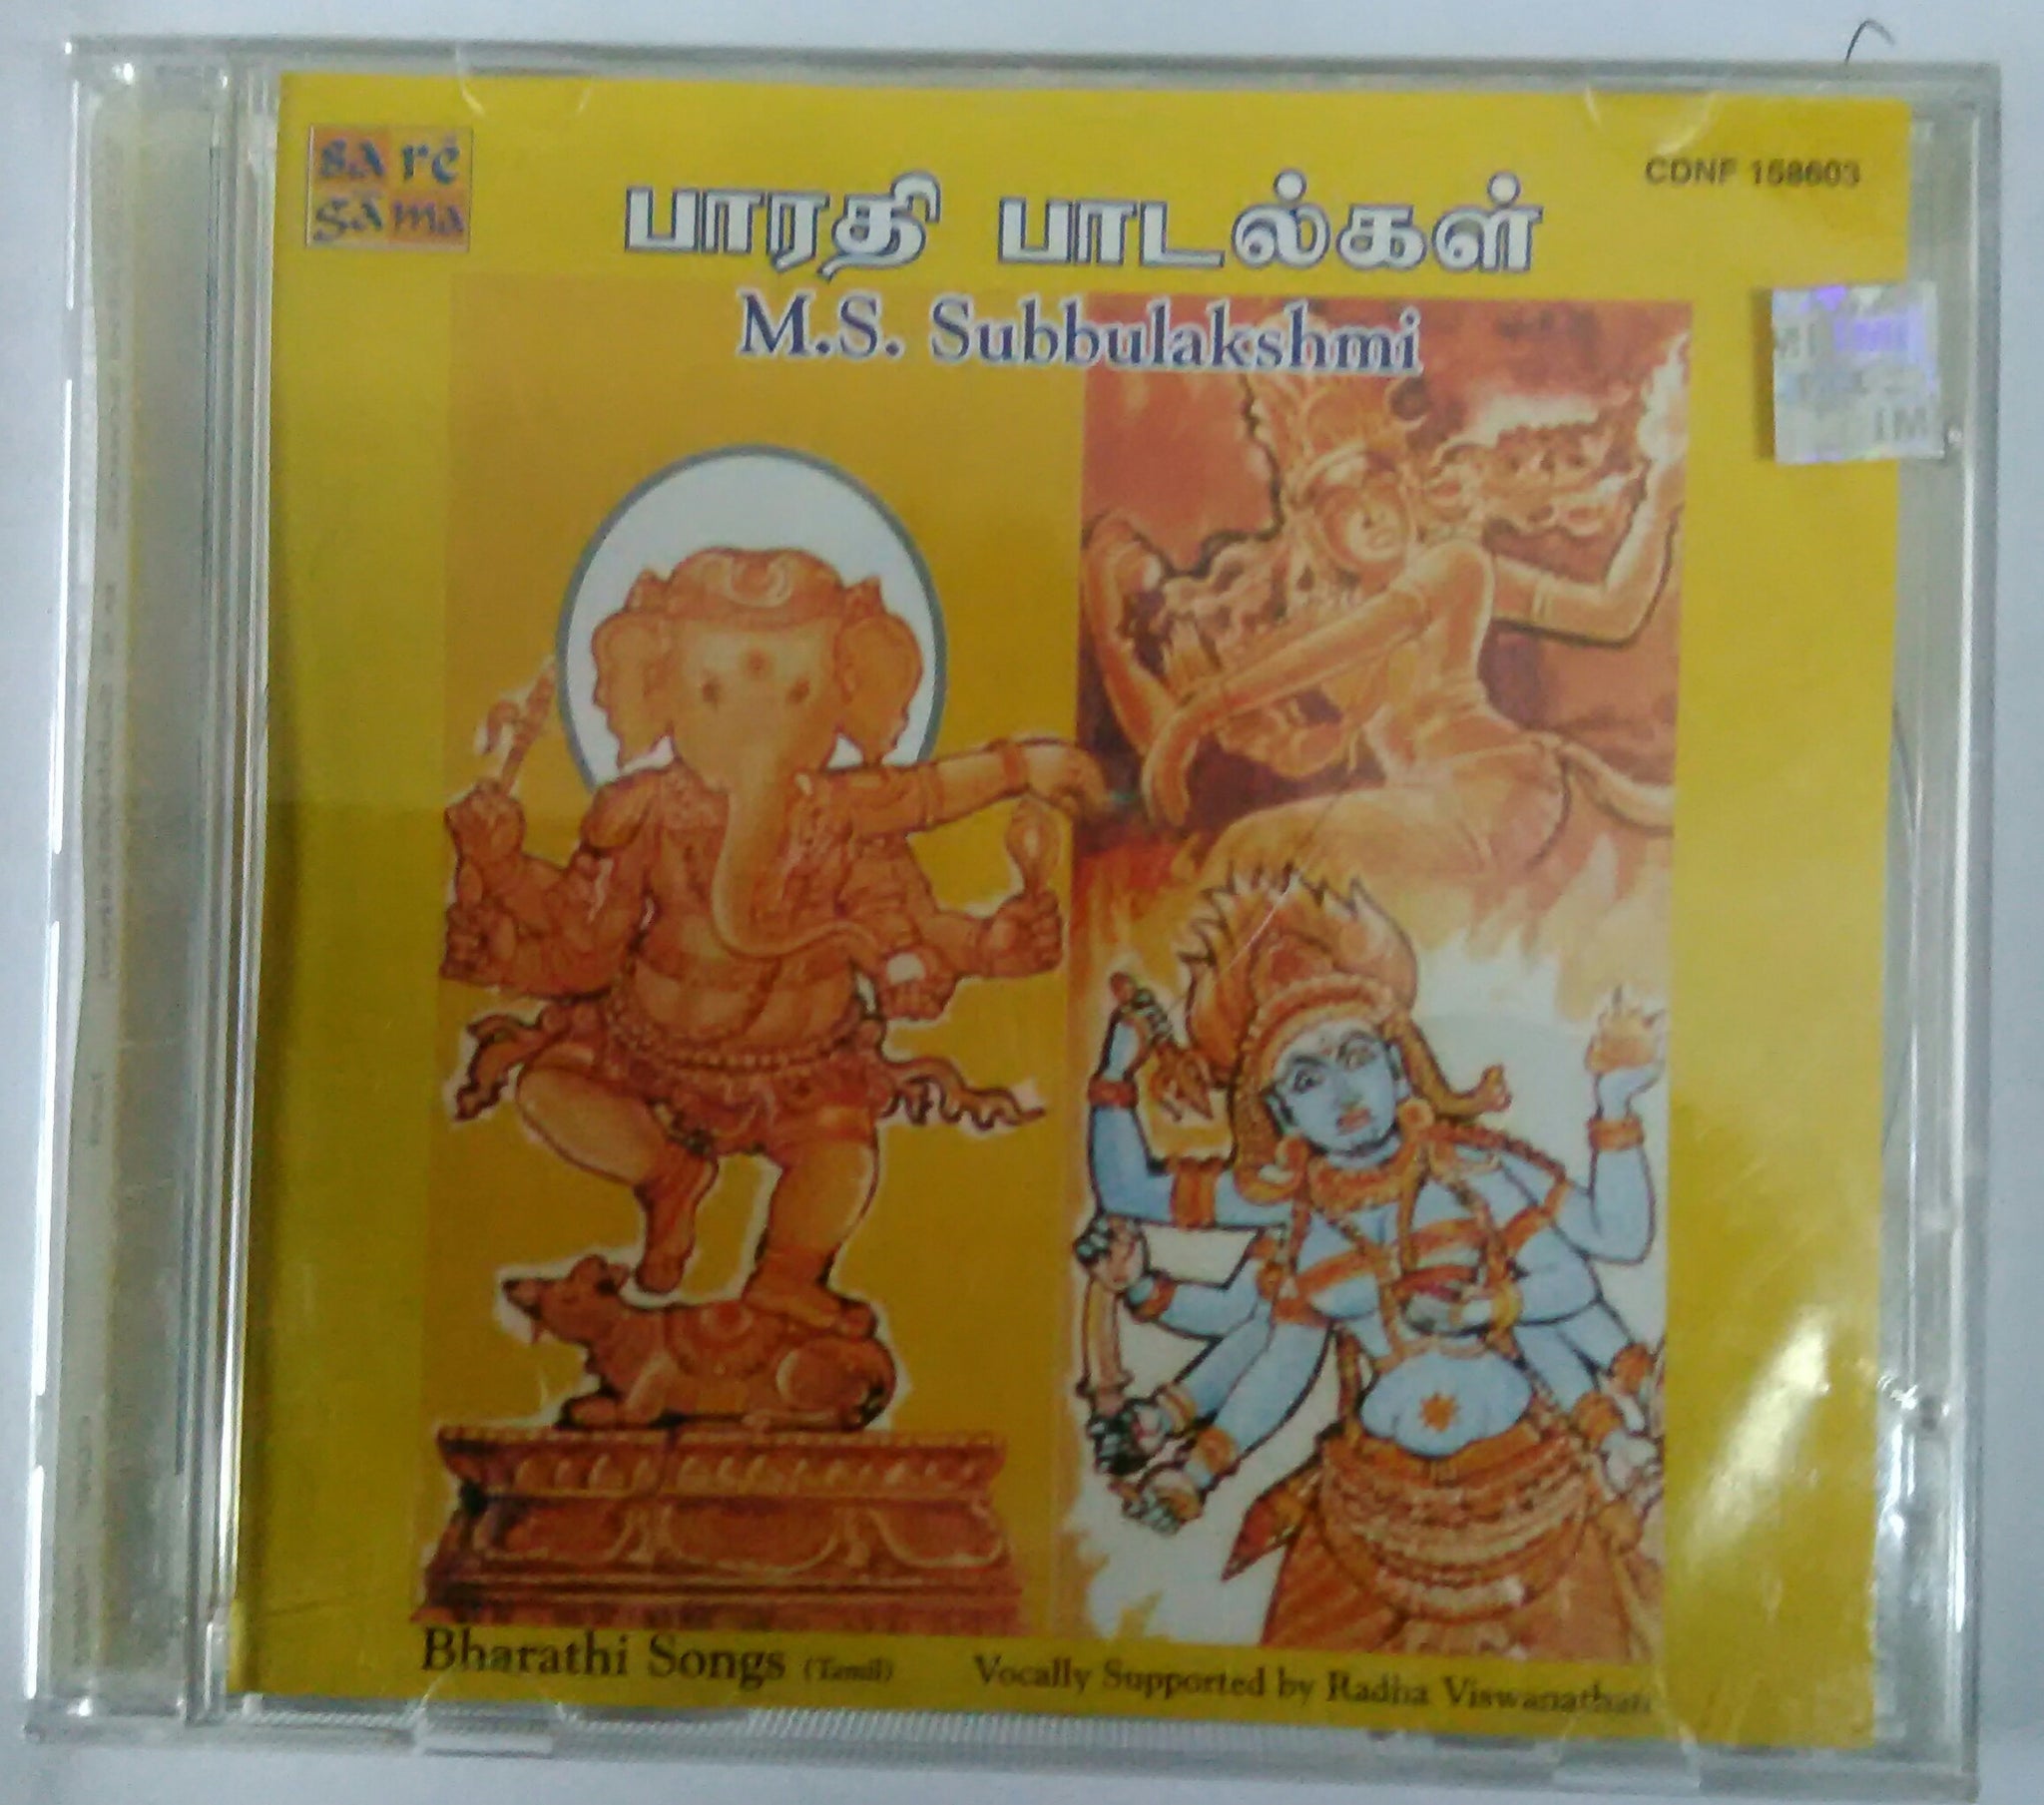 sa re
ga ma
CDNF 158603
பாரதி பாடல்கள்
M.S. Subbulakshmi
Bharathi Songs (Tamil)
Vocally Supported by Radha Viswanathan